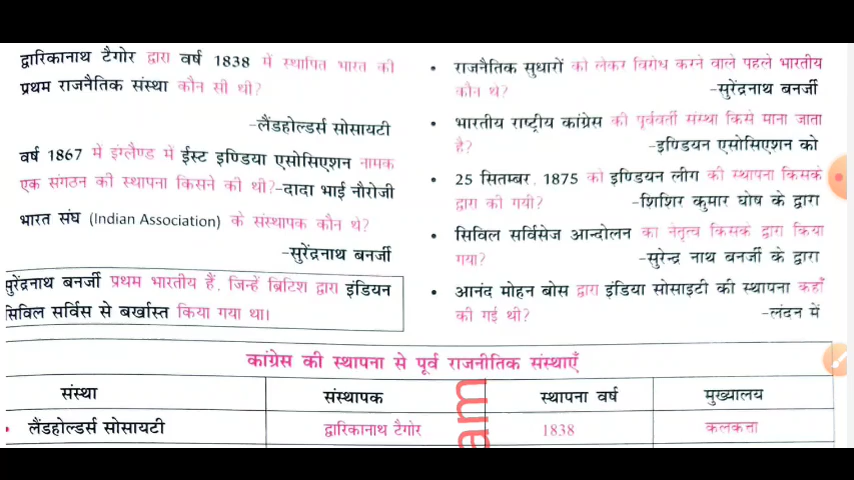 द्वारिकानाथ टैगोर द्वारा वर्ष 1838 में स्थापित भारत की
प्रथम राजनैतिक संस्था कौन सी थी?
-लैंडहोल्डर्स सोसायटी
वर्ष 1867 में इंग्लैण्ड में ईस्ट इण्डिया एसोसिएशन नामक
एक संगठन की स्थापना किसने की थी?-दादा भाई नौरोजी
भारत संघ (Indian Association) के संस्थापक कौन थे?
-सुरेंद्रनाथ बनर्जी
सुरेंद्रनाथ बनर्जी प्रथम भारतीय हैं, जिन्हें ब्रिटिश द्वारा इंडियन
सिविल सर्विस से बर्खास्त किया गया था।
• राजनैतिक सुधारों को लेकर विरोध करने वाले पहले भारतीय
कौन थे? -सुरेंद्रनाथ बनर्जी
• भारतीय राष्ट्रीय कांग्रेस की पूर्ववर्ती संस्था किसे माना जाता
है? -इण्डियन एसोसिएशन को
• 25 सितम्बर, 1875 को इण्डियन लीग की स्थापना किसके
द्वारा की गयी? -शिशिर कुमार घोष के द्वारा
• सिविल सर्विसेज आन्दोलन का नेतृत्व किसके द्वारा किया
गया? -सुरेन्द्र नाथ बनर्जी के द्वारा
• आनंद मोहन बोस द्वारा इंडिया सोसाइटी की स्थापना कहाँ
की गई थी? -लंदन में
कांग्रेस की स्थापना से पूर्व राजनीतिक संस्थाएँ
संस्था संस्थापक स्थापना वर्ष मुख्यालय
• लैंडहोल्डर्स सोसायटी द्वारिकानाथ टैगोर 1838 कलकत्ता
am